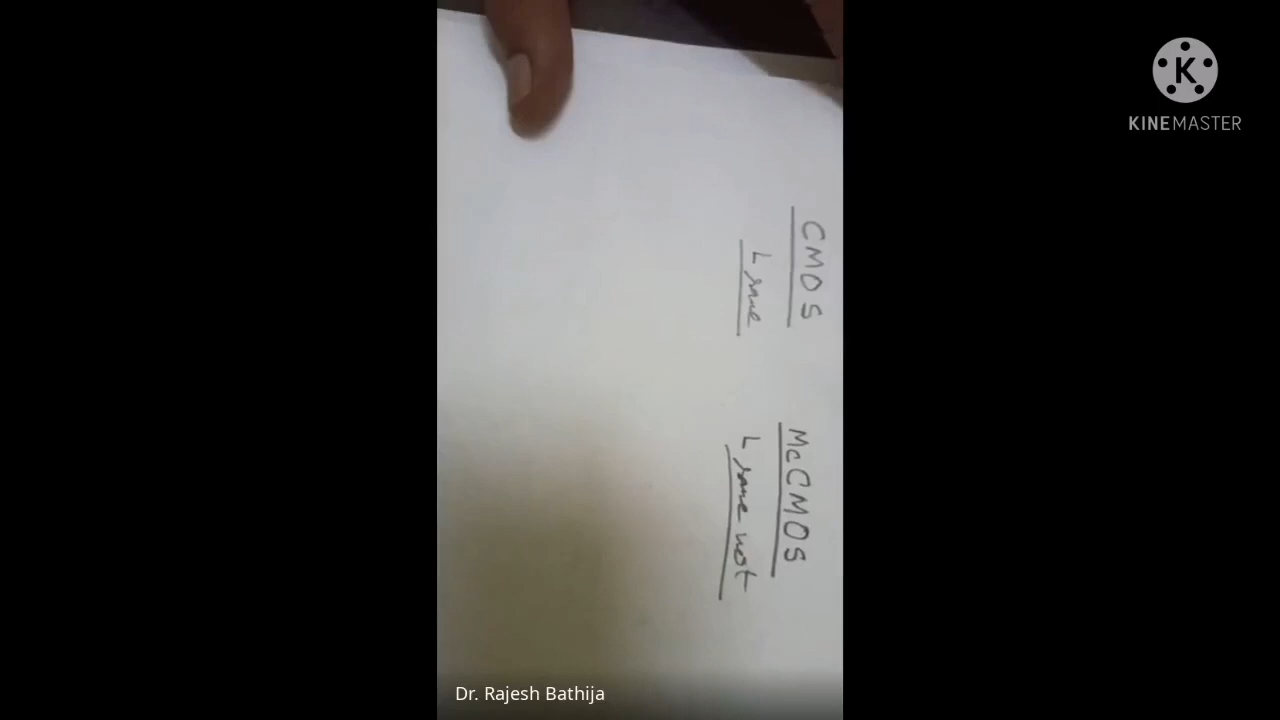 CMOS
L same
McCMOS
L same not
KINEMASTER
Dr. Rajesh Bathija